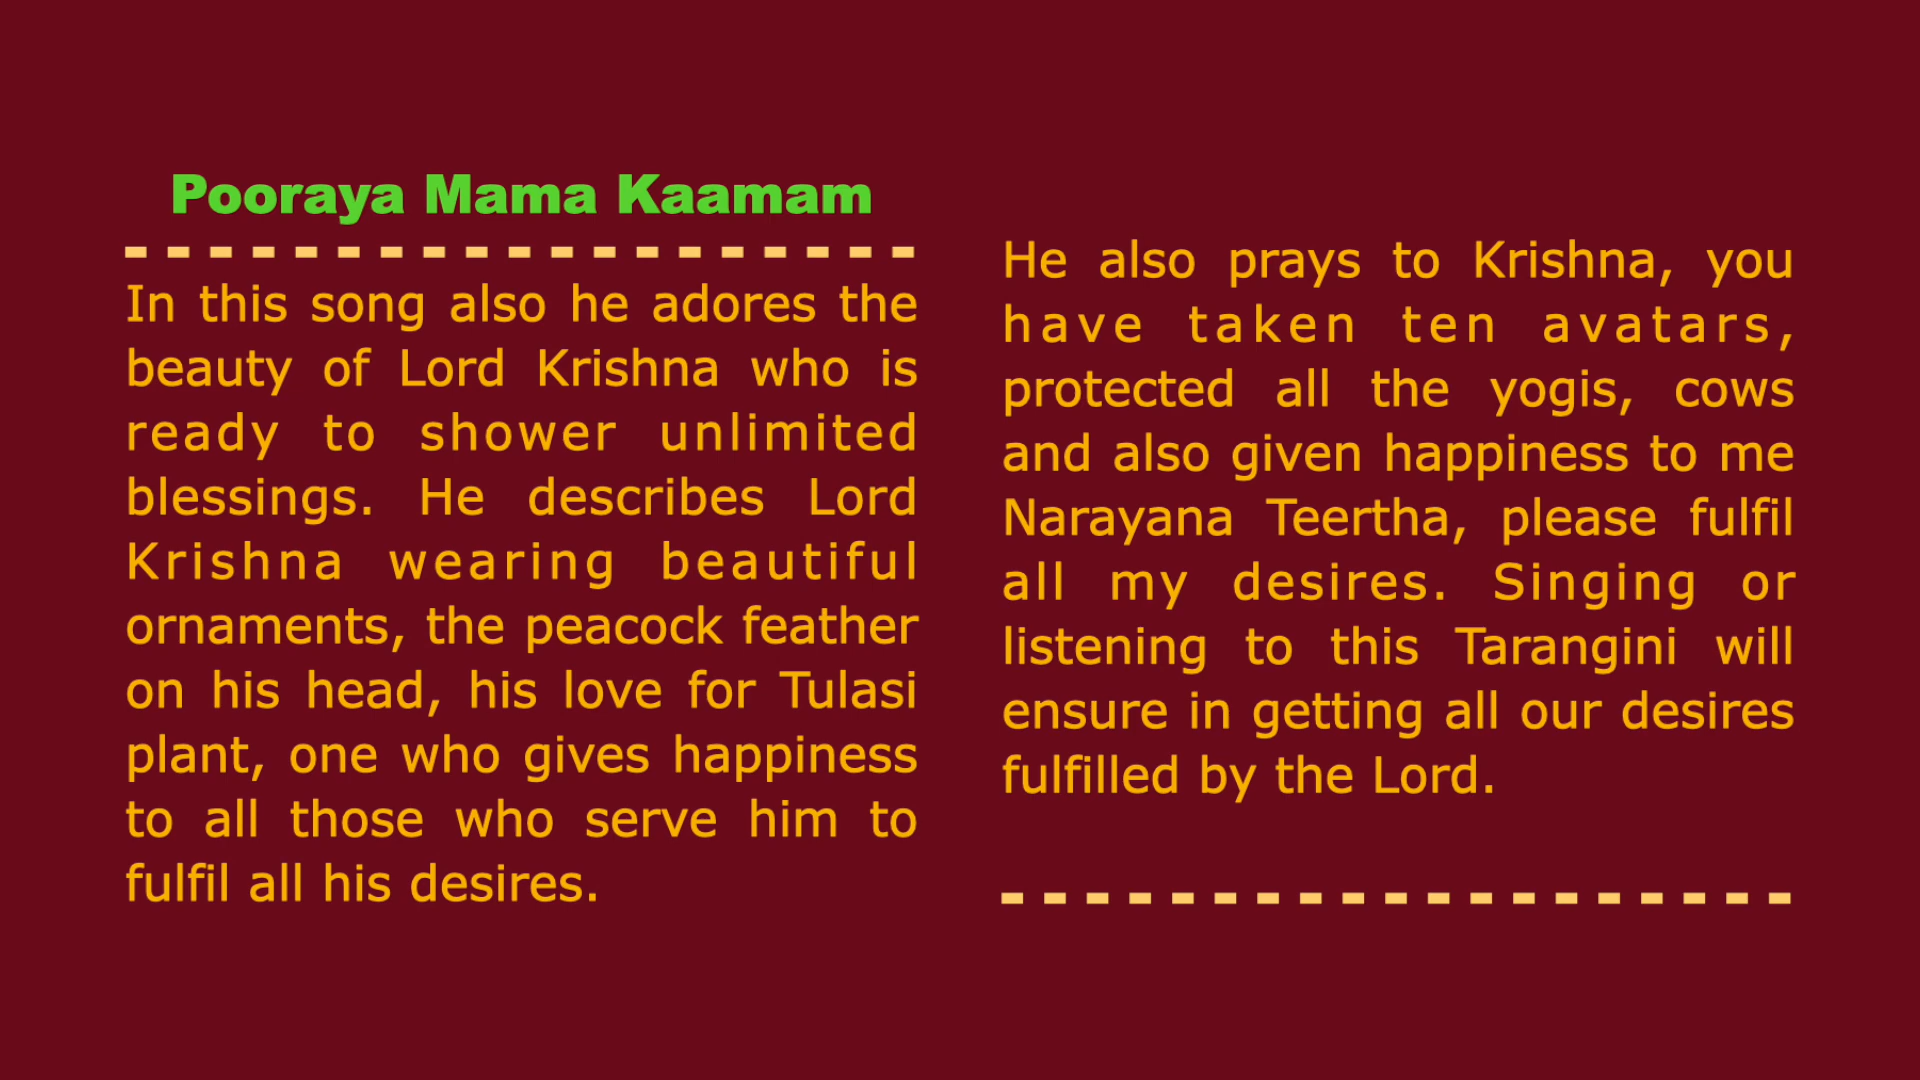 Pooraya Mama Kaamam
In this song also he adores the
beauty of Lord Krishna who is
ready to shower unlimited
blessings. He describes Lord
Krishna wearing beautiful
ornaments, the peacock feather
on his head, his love for Tulasi
plant, one who gives happiness
to all those who serve him to
fulfil all his desires.
He also prays to Krishna, you
have taken ten avatars,
protected all the yogis, cows
and also given happiness to me
Narayana Teertha, please fulfil
all my desires. Singing or
listening to this Tarangini will
ensure in getting all our desires
fulfilled by the Lord.